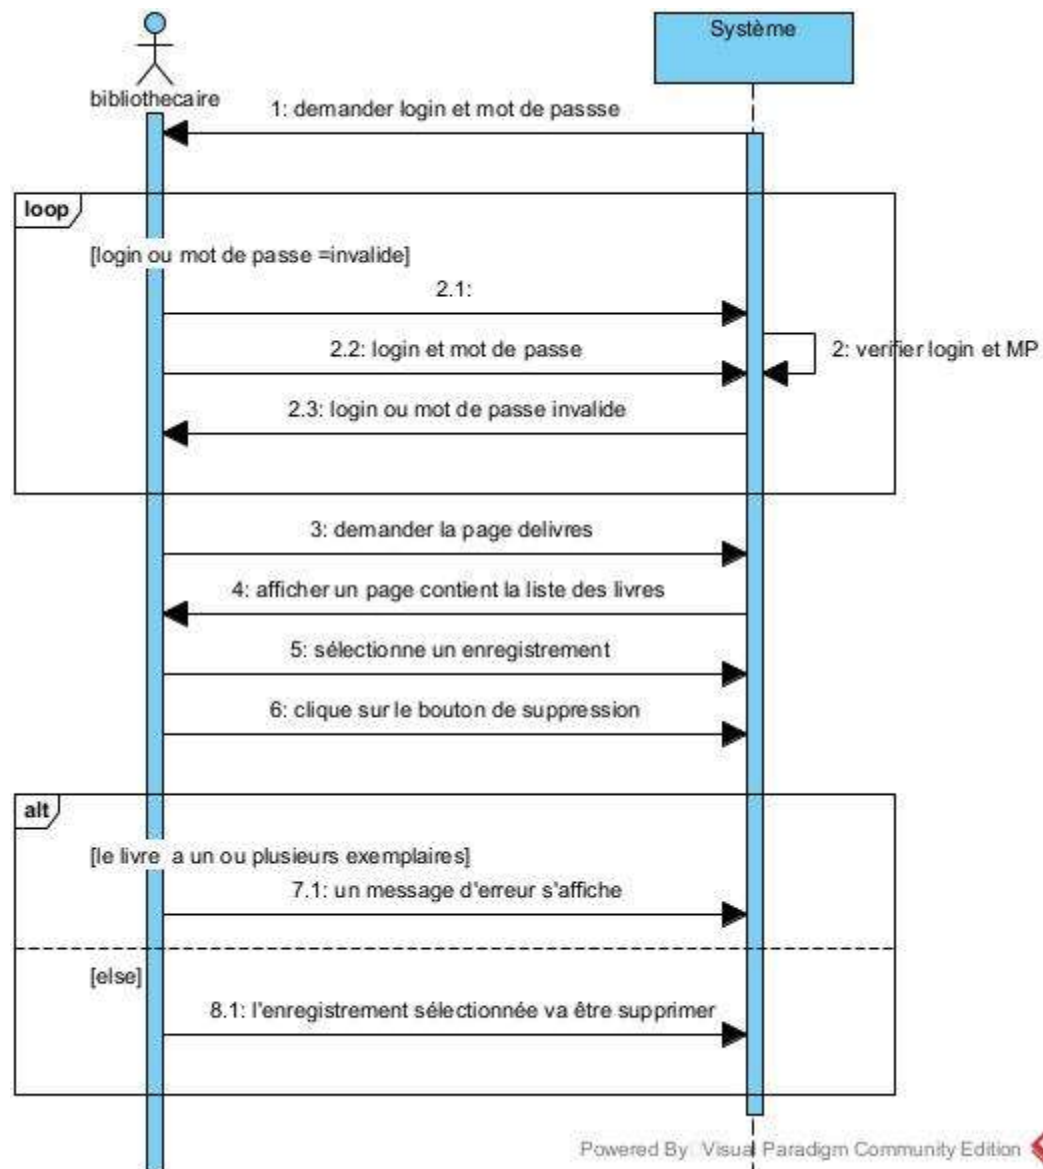 Système
bibliothecaire
1: demander login et mot de passse
loop
[login ou mot de passe =invalide]
2.1:
2.2: login et mot de passe
2: verifier login et MP
2.3: login ou mot de passe invalide
3: demander la page delivres
4: afficher un page contient la liste des livres
5: sélectionne un enregistrement
6: clique sur le bouton de suppression
alt
[le livre a un ou plusieurs exemplaires]
7.1: un message d'erreur s'affiche
[else]
8.1: l'enregistrement sélectionnée va être supprimer
Powered By Visual Paradigm Community Edition